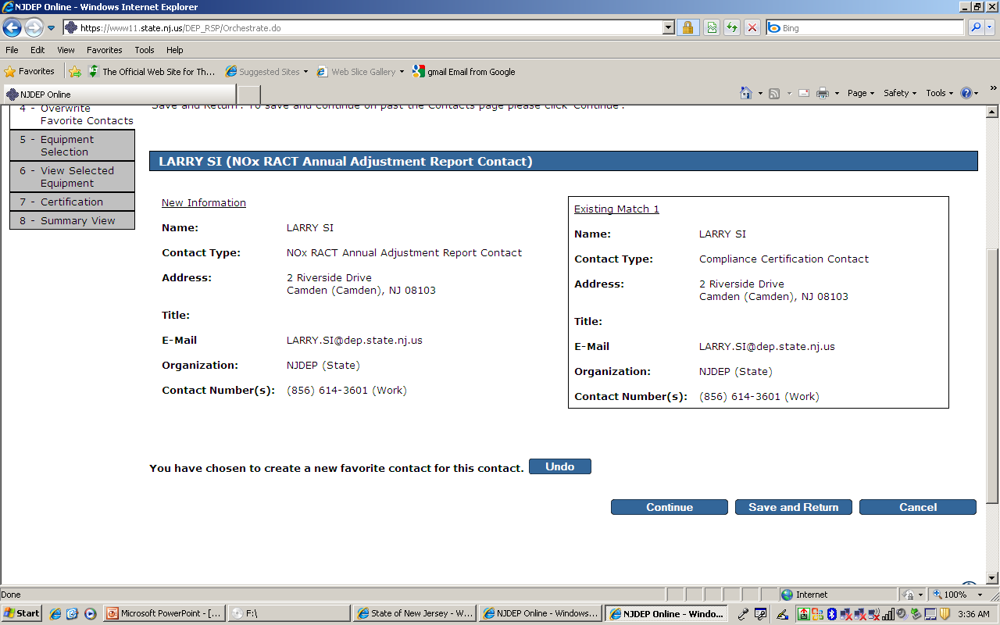 NJDEP Online - Windows Internet Explorer
https://www11.state.nj.us/DEP_RSP/Orchestrate.do
Bing
File Edit View Favorites Tools Help
Favorites The Official Web Site for Th... Suggested Sites Web Slice Gallery gmail Email from Google
NJDEP Online
Page Safety Tools
4 - Overwrite
Favorite Contacts
5 - Equipment
Selection
6 - View Selected
Equipment
7 - Certification
8 - Summary View
Save and Return'. To save and continue on past the Contacts page please click 'Continue'.
LARRY SI (NOx RACT Annual Adjustment Report Contact)
New Information
Name: LARRY SI
Contact Type: NOx RACT Annual Adjustment Report Contact
Address: 2 Riverside Drive
Camden (Camden), NJ 08103
Title:
E-Mail LARRY.SI@dep.state.nj.us
Organization: NJDEP (State)
Contact Number(s): (856) 614-3601 (Work)
Existing Match 1
Name: LARRY SI
Contact Type: Compliance Certification Contact
Address: 2 Riverside Drive
Camden (Camden), NJ 08103
Title:
E-Mail LARRY.SI@dep.state.nj.us
Organization: NJDEP (State)
Contact Number(s): (856) 614-3601 (Work)
You have chosen to create a new favorite contact for this contact. Undo
Continue Save and Return Cancel
Done Internet 100%
Start Microsoft PowerPoint - [... F:\ State of New Jersey - W... NJDEP Online - Windows... NJDEP Online - Windo... 3:36 AM